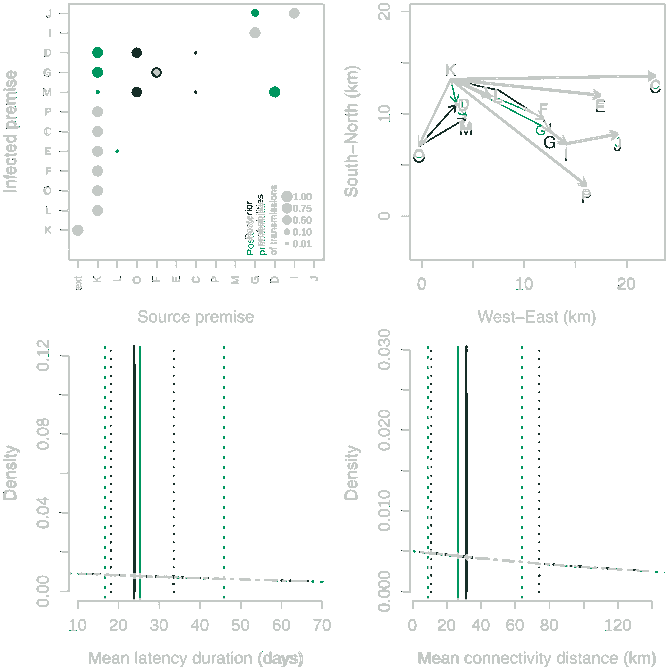 Infected premise
J
I
D
G
M
P
C
E
F
O
L
K
1.00
0.75
0.50
0.10
0.01
of transmissions
ext K L O F E C P M G D I J
Source premise
South−North (km)
20
10
0
K
L
F
E
G
G
M
I
J
O
0 10 20
West−East (km)
Density
0.12
0.08
0.04
0.00
10 20 30 40 50 60 70
Mean latency duration (days)
Density
0.030
0.020
0.010
0.000
0 20 40 60 80 120
Mean connectivity distance (km)